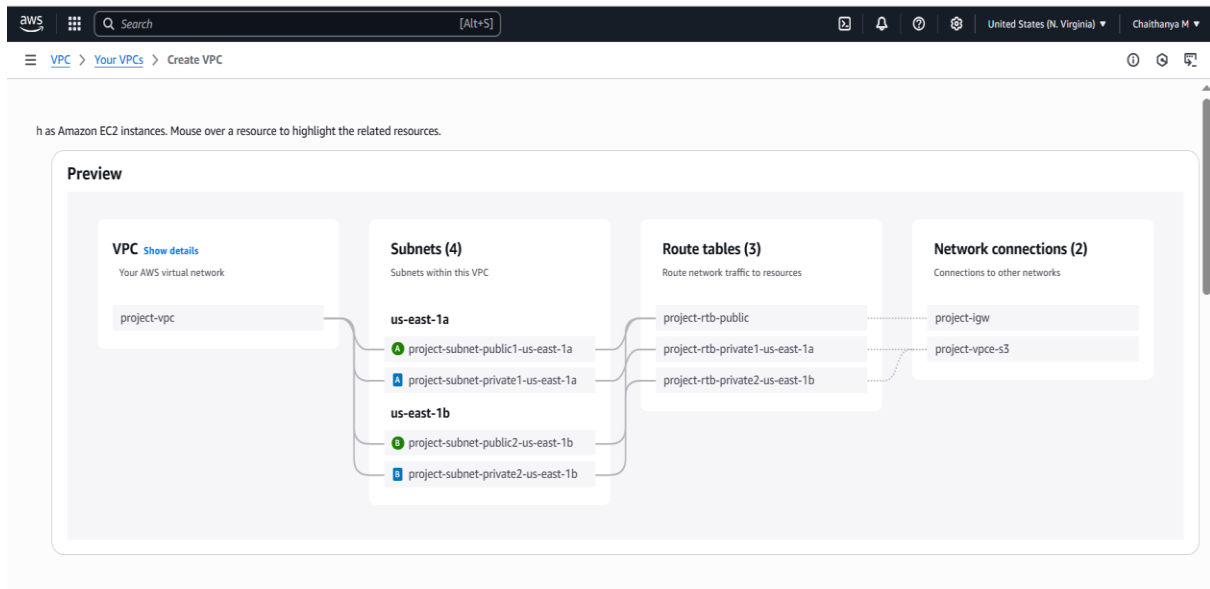 aws Search [Alt+S] United States (N. Virginia) Chaithanya M
VPC > Your VPCs > Create VPC
h as Amazon EC2 instances. Mouse over a resource to highlight the related resources.
Preview
VPC Show details
Your AWS virtual network
project-vpc
Subnets (4)
Subnets within this VPC
us-east-1a
A project-subnet-public1-us-east-1a
A project-subnet-private1-us-east-1a
us-east-1b
B project-subnet-public2-us-east-1b
B project-subnet-private2-us-east-1b
Route tables (3)
Route network traffic to resources
project-rtb-public
project-rtb-private1-us-east-1a
project-rtb-private2-us-east-1b
Network connections (2)
Connections to other networks
project-igw
project-vpce-s3